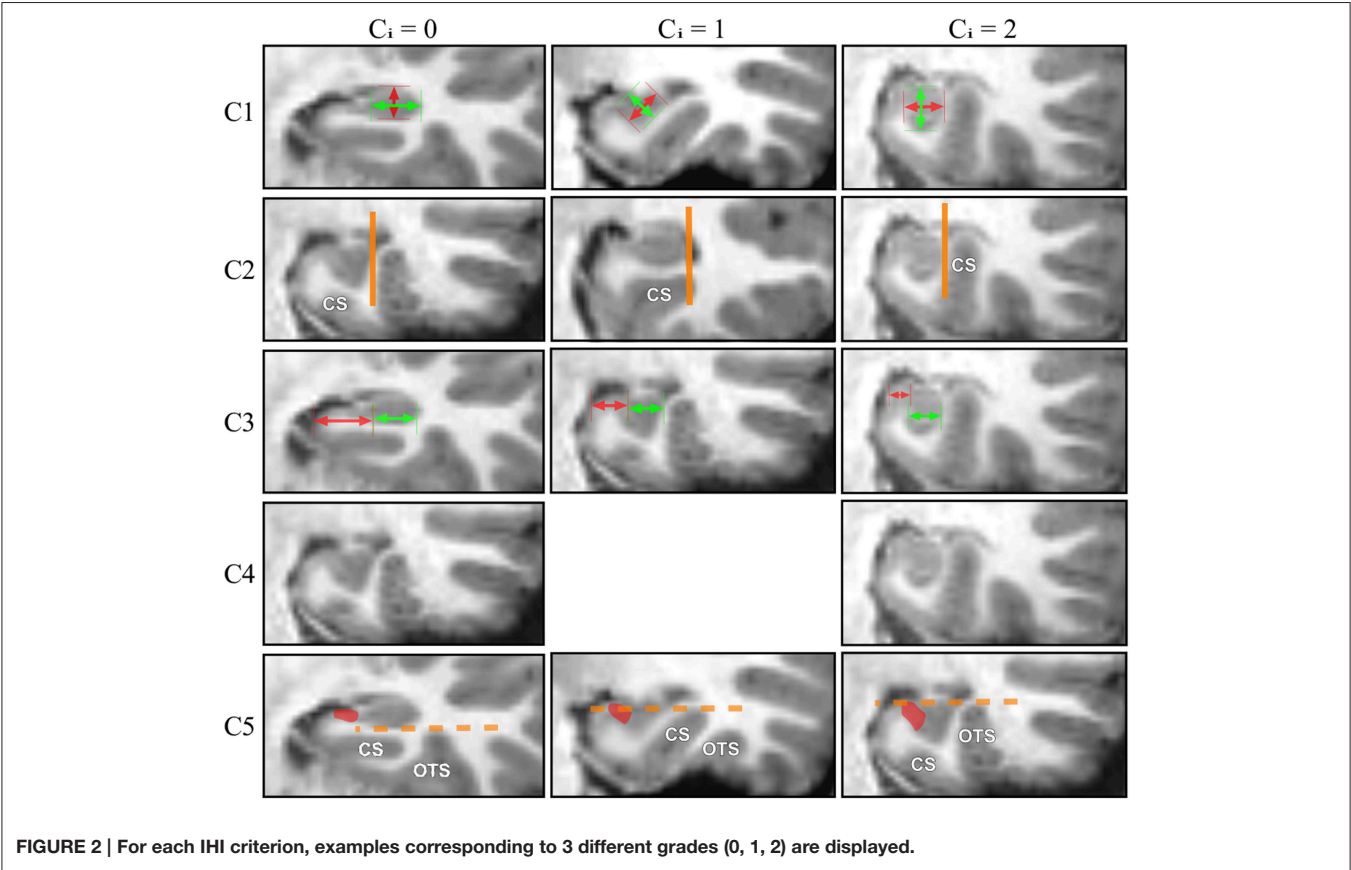 Cᵢ = 0 Cᵢ = 1 Cᵢ = 2
C1
C2
CS CS CS
C3
C4
C5
CS OTS CS OTS CS OTS
FIGURE 2 | For each IHI criterion, examples corresponding to 3 different grades (0, 1, 2) are displayed.